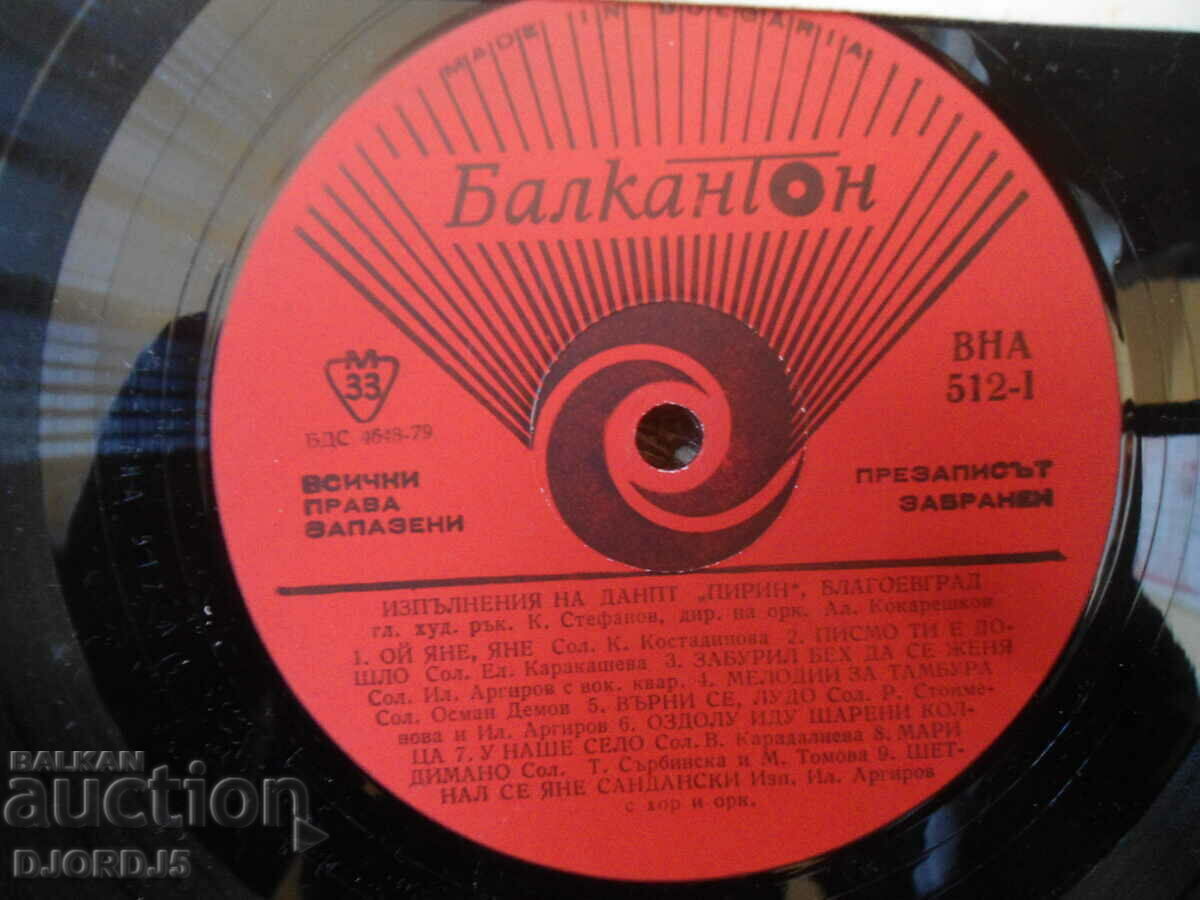 MADE IN BULGARIA
Балкантон
М
33
БДС 4648-79
ВНА
512-I
ВСИЧКИ
ПРАВА
ЗАПАЗЕНИ
ПРЕЗАПИСЪТ
ЗАБРАНЕН
ИЗПЪЛНЕНИЯ НА ДАНПТ „ПИРИН“, БЛАГОЕВГРАД
гл. худ. рък. К. Стефанов, дир. на орк. Ал. Кокарешков
1. ОЙ ЯНЕ, ЯНЕ Сол. К. Костадинова 2. ПИСМО ТИ Е ДО-
ШЛО Сол. Ел. Каракашева 3. ЗАБУРИЛ БЕХ ДА СЕ ЖЕНЯ
Сол. Ил. Аргиров с вок. квар. 4. МЕЛОДИИ ЗА ТАМБУРА
Сол. Осман Демов 5. ВЪРНИ СЕ, ЛУДО Сол. Р. Стоиме-
нова и Ил. Аргиров 6. ОЗДОЛУ ИДУ ШАРЕНИ КОЛ-
ЦА 7. У НАШЕ СЕЛО Сол. В. Карадалиева 8. МАРИ
ДИМАНО Сол. Т. Сърбинска и М. Томова 9. ШЕТ-
НАЛ СЕ ЯНЕ САНДАНСКИ Изп. Ил. Аргиров
с хор и орк.
BALKAN
auction
DJORDJ5